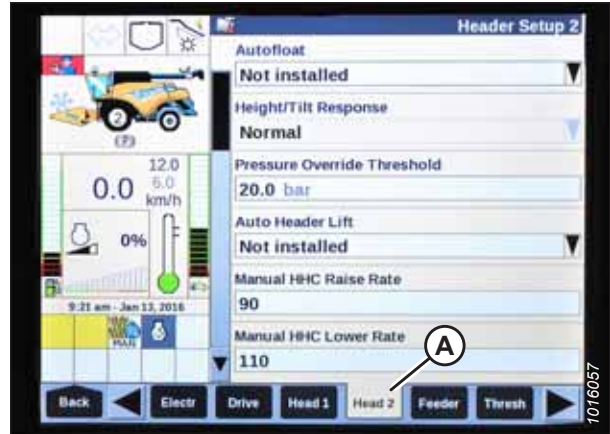 Header Setup 2
Autofloat
Not installed
Height/Tilt Response
Normal
Pressure Override Threshold
20.0 bar
Auto Header Lift
Not installed
Manual HHC Raise Rate
90
Manual HHC Lower Rate
110
2
(P)
12.0
0.0 6.0
km/h
0%
9:21 am - Jan 13, 2016
MAN
A
Back Electr Drive Head 1 Head 2 Feeder Thresh
1016057